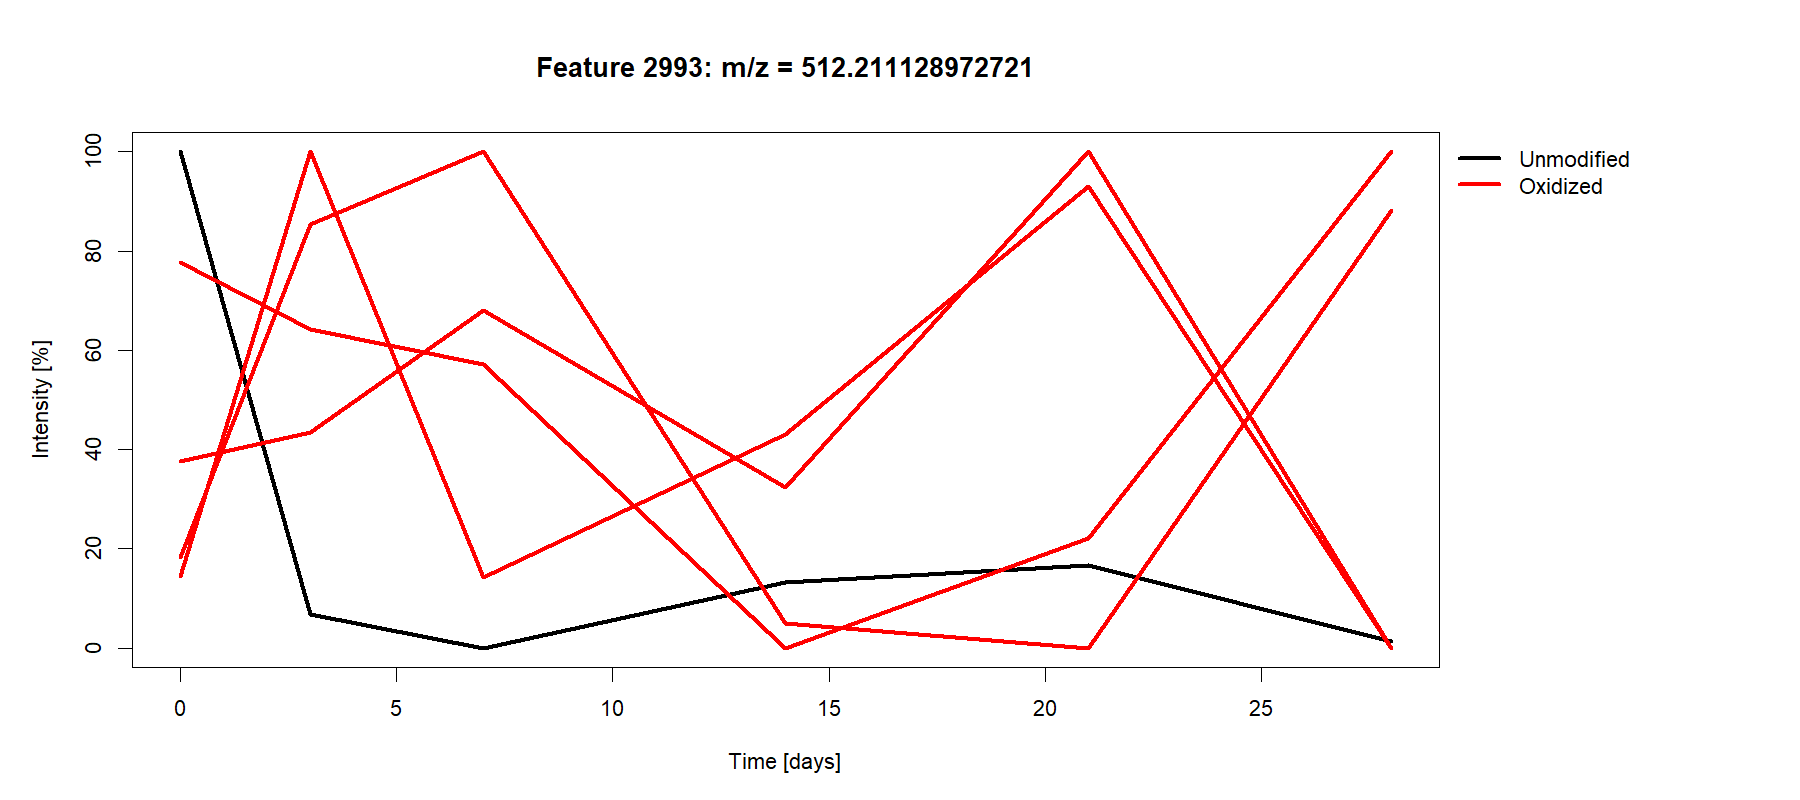 Feature 2993: m/z = 512.211128972721
Unmodified
Oxidized
Intensity [%]
100
80
60
40
20
0
0 5 10 15 20 25
Time [days]